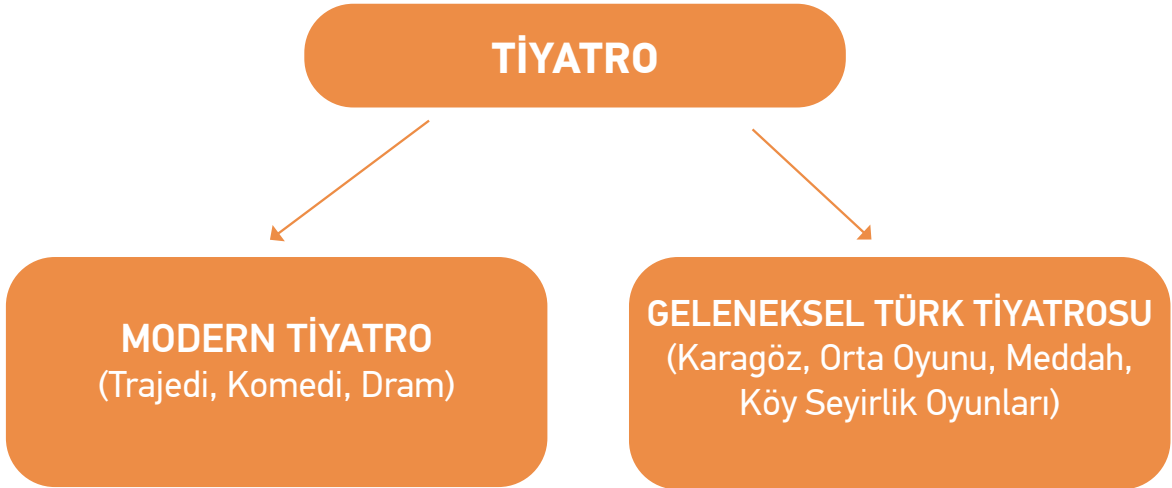 TİYATRO
MODERN TİYATRO
(Trajedi, Komedi, Dram)
GELENEKSEL TÜRK TİYATROSU
(Karagöz, Orta Oyunu, Meddah,
Köy Seyirlik Oyunları)